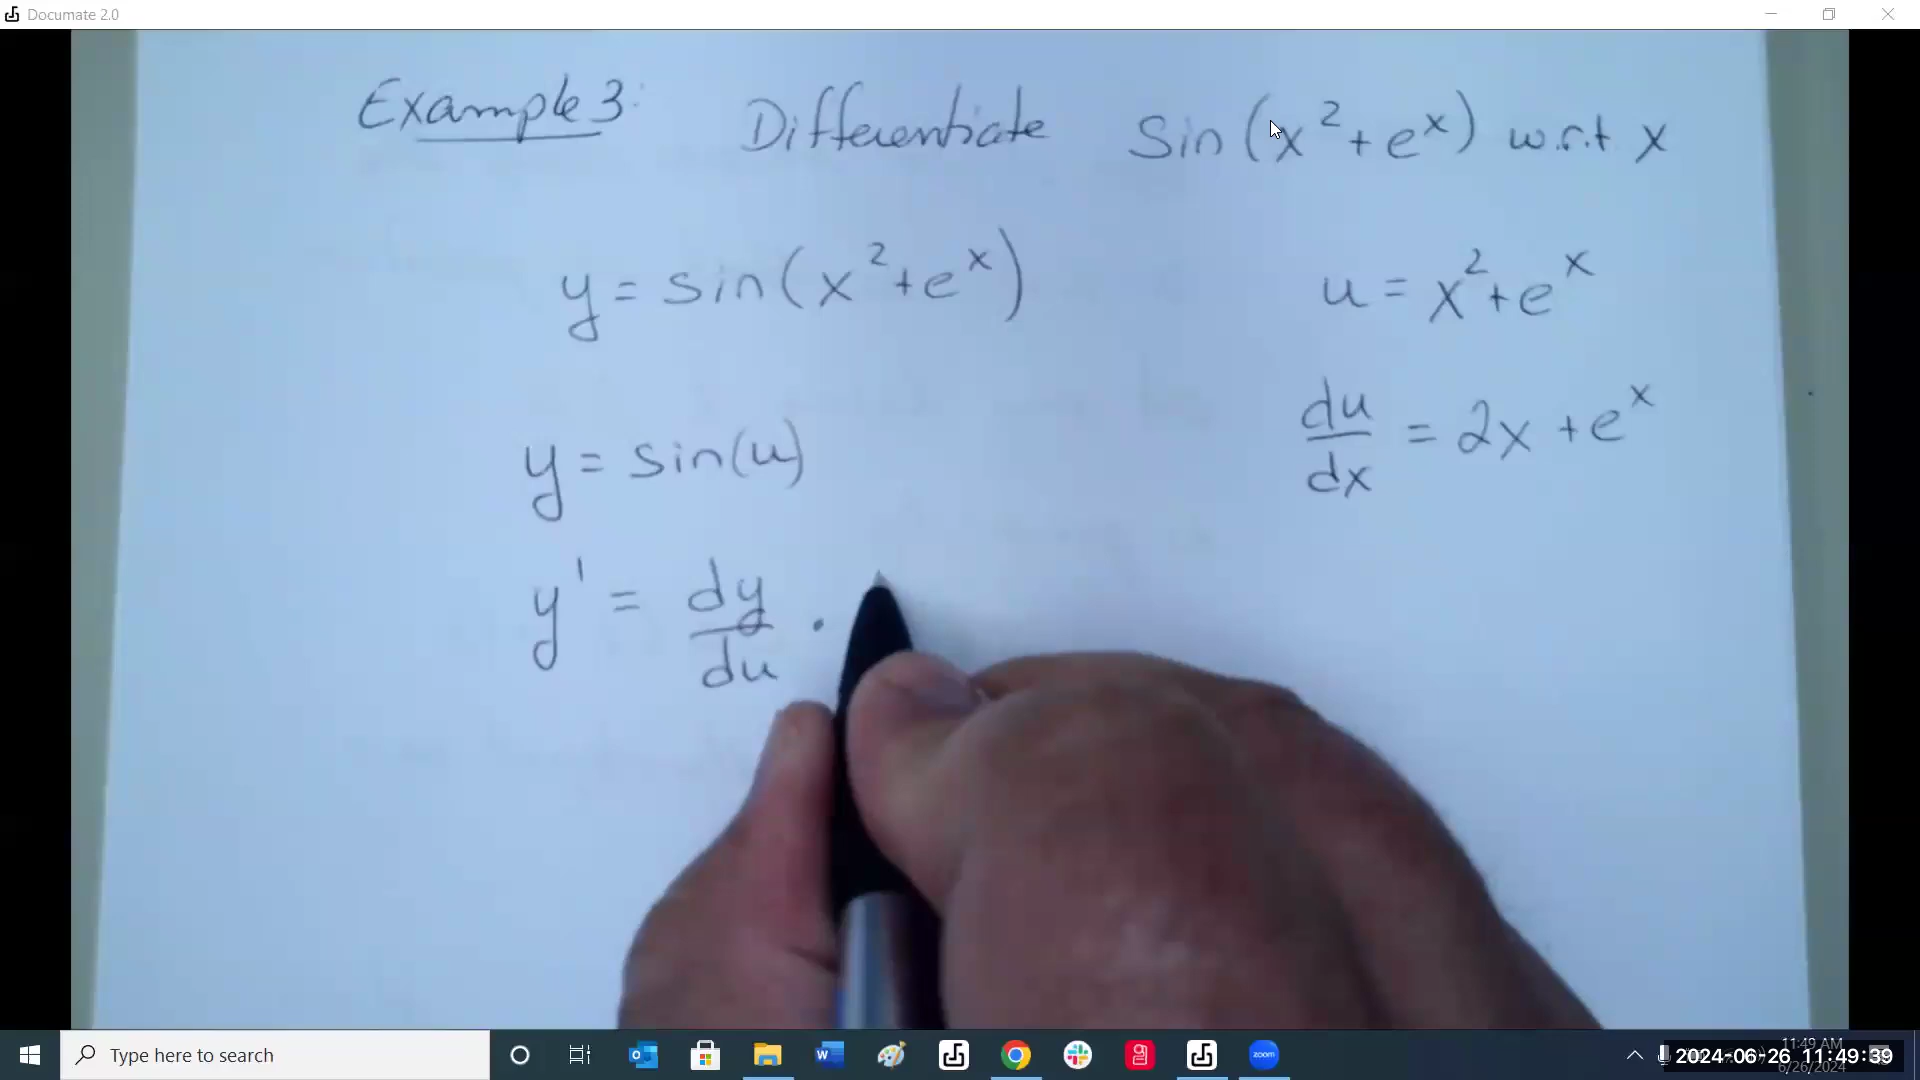 Documate 2.0
Example 3: Differentiate Sin (x² + eˣ) w.r.t x
y = sin(x² + eˣ)
u = x² + eˣ
du/dx = 2x + eˣ
y = sin(u)
y' = dy/du ·
Type here to search
zoom
11:49 AM
2024-06-26 11:49:39
6/26/2024